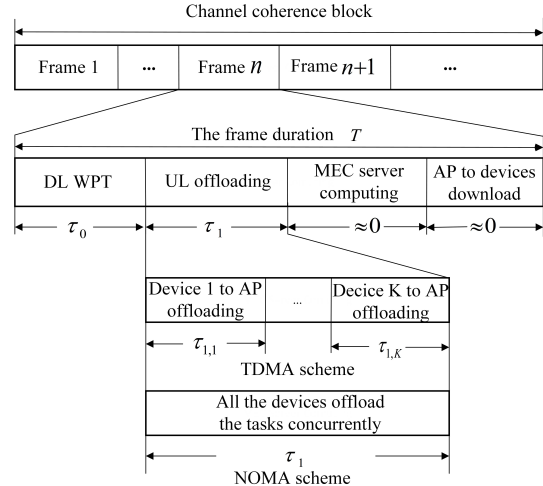 Channel coherence block
Frame 1 ... Frame n Frame n+1 ...
The frame duration T
DL WPT UL offloading MEC server computing AP to devices download
τ0 τ1 ≈0 ≈0
Device 1 to AP offloading ... Decice K to AP offloading
τ1,1 τ1,K
TDMA scheme
All the devices offload
the tasks concurrently
τ1
NOMA scheme